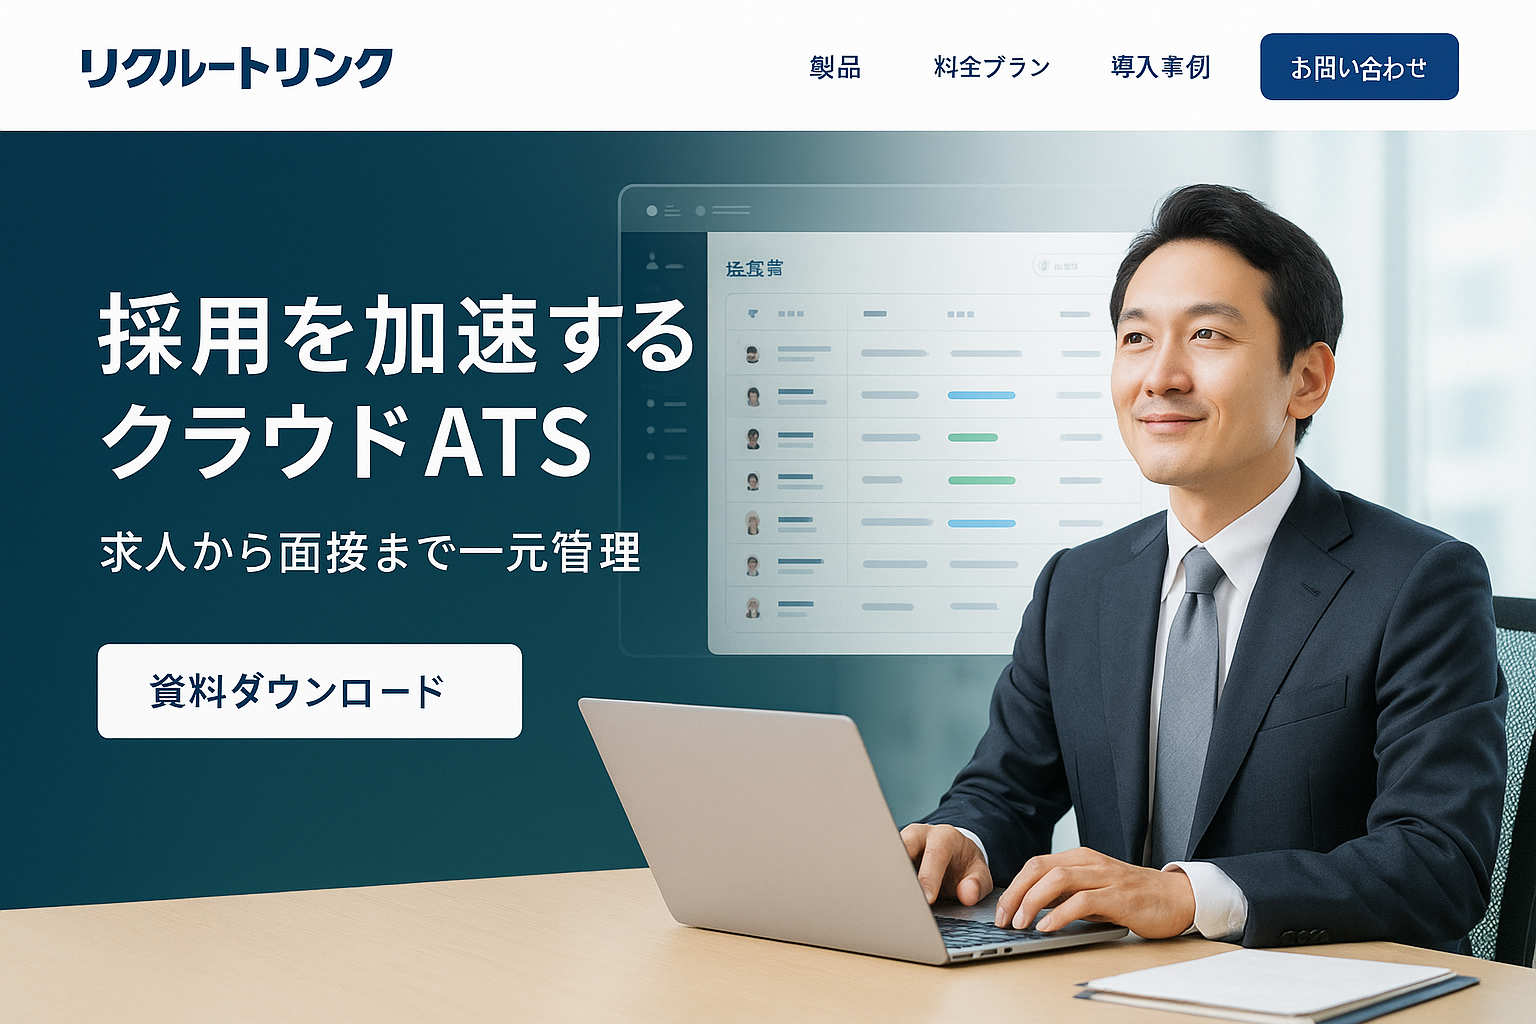 リクルートリンク
製品
料金プラン
導入事例
お問い合わせ
採用を加速する
クラウドATS
求人から面接まで一元管理
資料ダウンロード